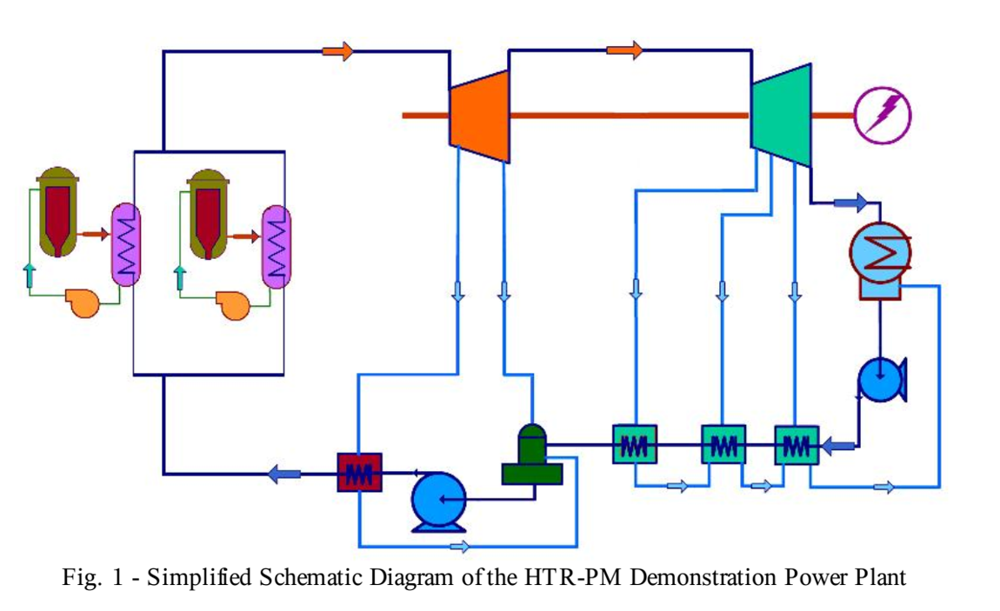 Fig. 1 - Simplified Schematic Diagram of the HTR-PM Demonstration Power Plant